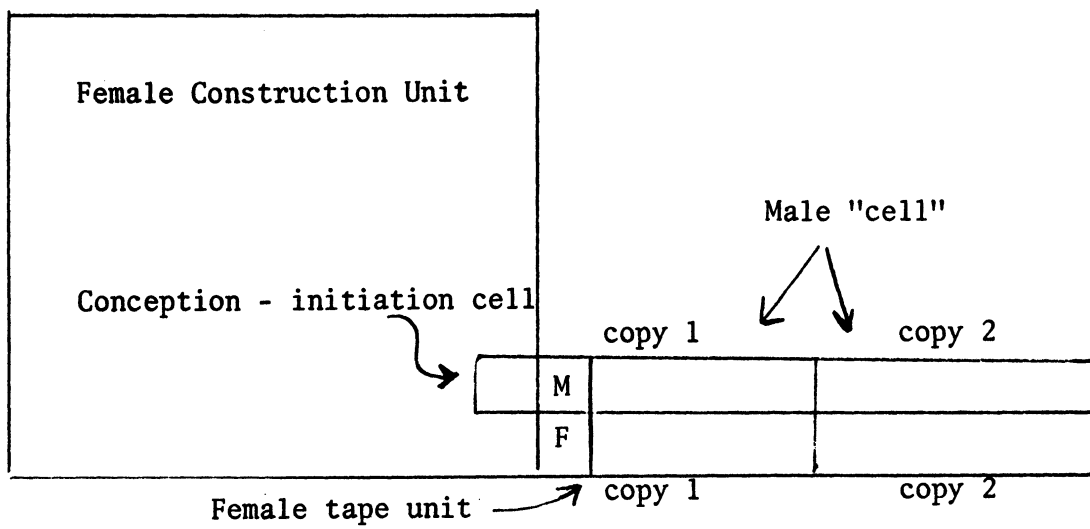 Female Construction Unit
Male "cell"
Conception - initiation cell
copy 1 copy 2
M
F
copy 1 copy 2
Female tape unit